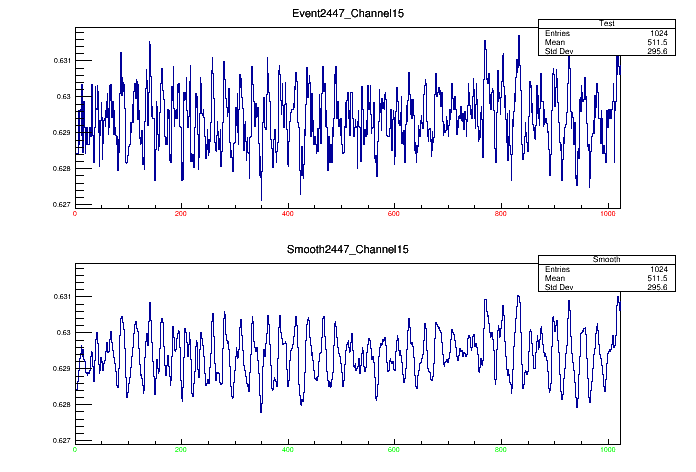 Event2447_Channel15
Test
Entries 1024
Mean 511.5
Std Dev 295.6
0.631
0.63
0.629
0.628
0.627
0 200 400 600 800 1000
Smooth2447_Channel15
Smooth
Entries 1024
Mean 511.5
Std Dev 295.6
0.631
0.63
0.629
0.628
0.627
0 200 400 600 800 1000